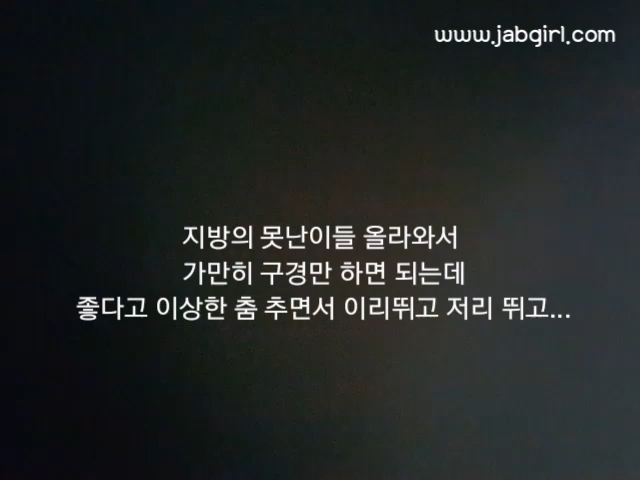 www.jabgirl.com
지방의 못난이들 올라와서
가만히 구경만 하면 되는데
좋다고 이상한 춤 추면서 이리뛰고 저리 뛰고...